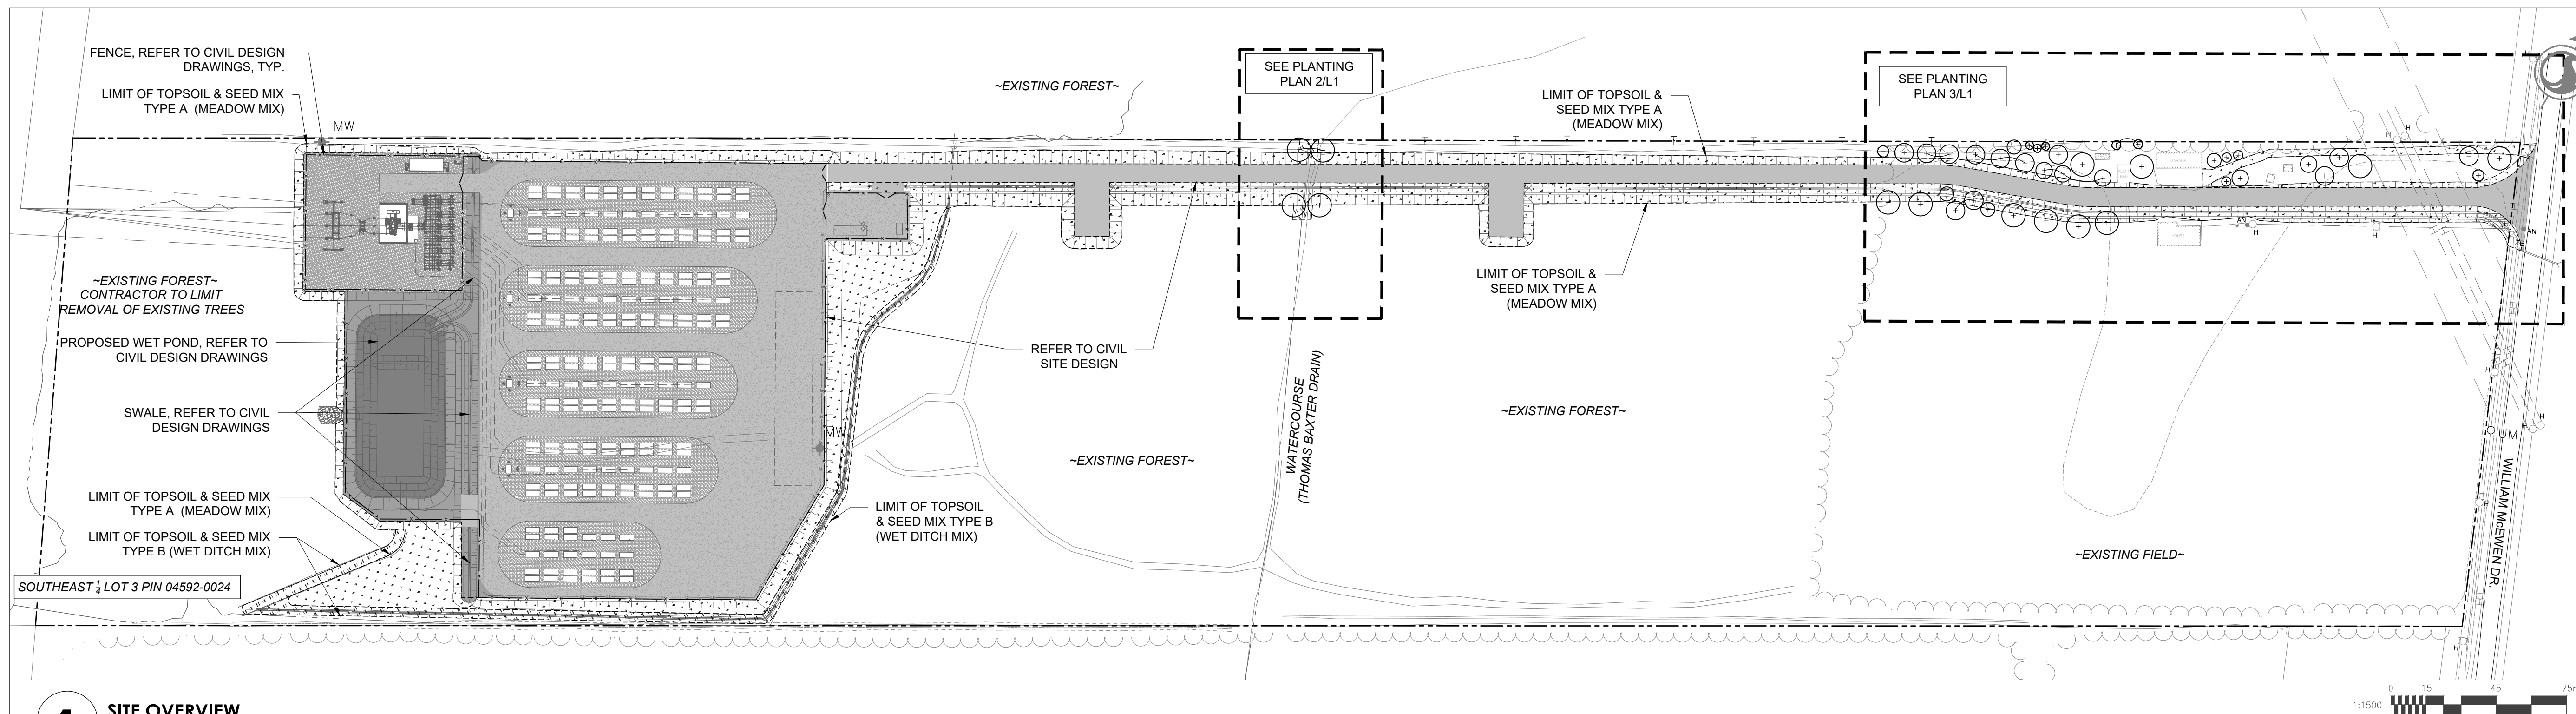 FENCE, REFER TO CIVIL DESIGN
DRAWINGS, TYP.
LIMIT OF TOPSOIL & SEED MIX
TYPE A (MEADOW MIX)
MW
~EXISTING FOREST~
SEE PLANTING
PLAN 2/L1
LIMIT OF TOPSOIL &
SEED MIX TYPE A
(MEADOW MIX)
SEE PLANTING
PLAN 3/L1
H
H
H
~EXISTING FOREST~
CONTRACTOR TO LIMIT
REMOVAL OF EXISTING TREES
PROPOSED WET POND, REFER TO
CIVIL DESIGN DRAWINGS
SWALE, REFER TO CIVIL
DESIGN DRAWINGS
LIMIT OF TOPSOIL & SEED MIX
TYPE A (MEADOW MIX)
LIMIT OF TOPSOIL & SEED MIX
TYPE B (WET DITCH MIX)
SOUTHEAST 1/4 LOT 3 PIN 04592-0024
MW
LIMIT OF TOPSOIL
& SEED MIX TYPE B
(WET DITCH MIX)
REFER TO CIVIL
SITE DESIGN
~EXISTING FOREST~
WATERCOURSE
(THOMAS BAXTER DRAIN)
LIMIT OF TOPSOIL &
SEED MIX TYPE A
(MEADOW MIX)
~EXISTING FOREST~
AN
H
H
AN
H
H
H
UM
H
WILLIAM McEWEN DR.
~EXISTING FIELD~
H
1
SITE OVERVIEW
1:1500
0 15 45 75m